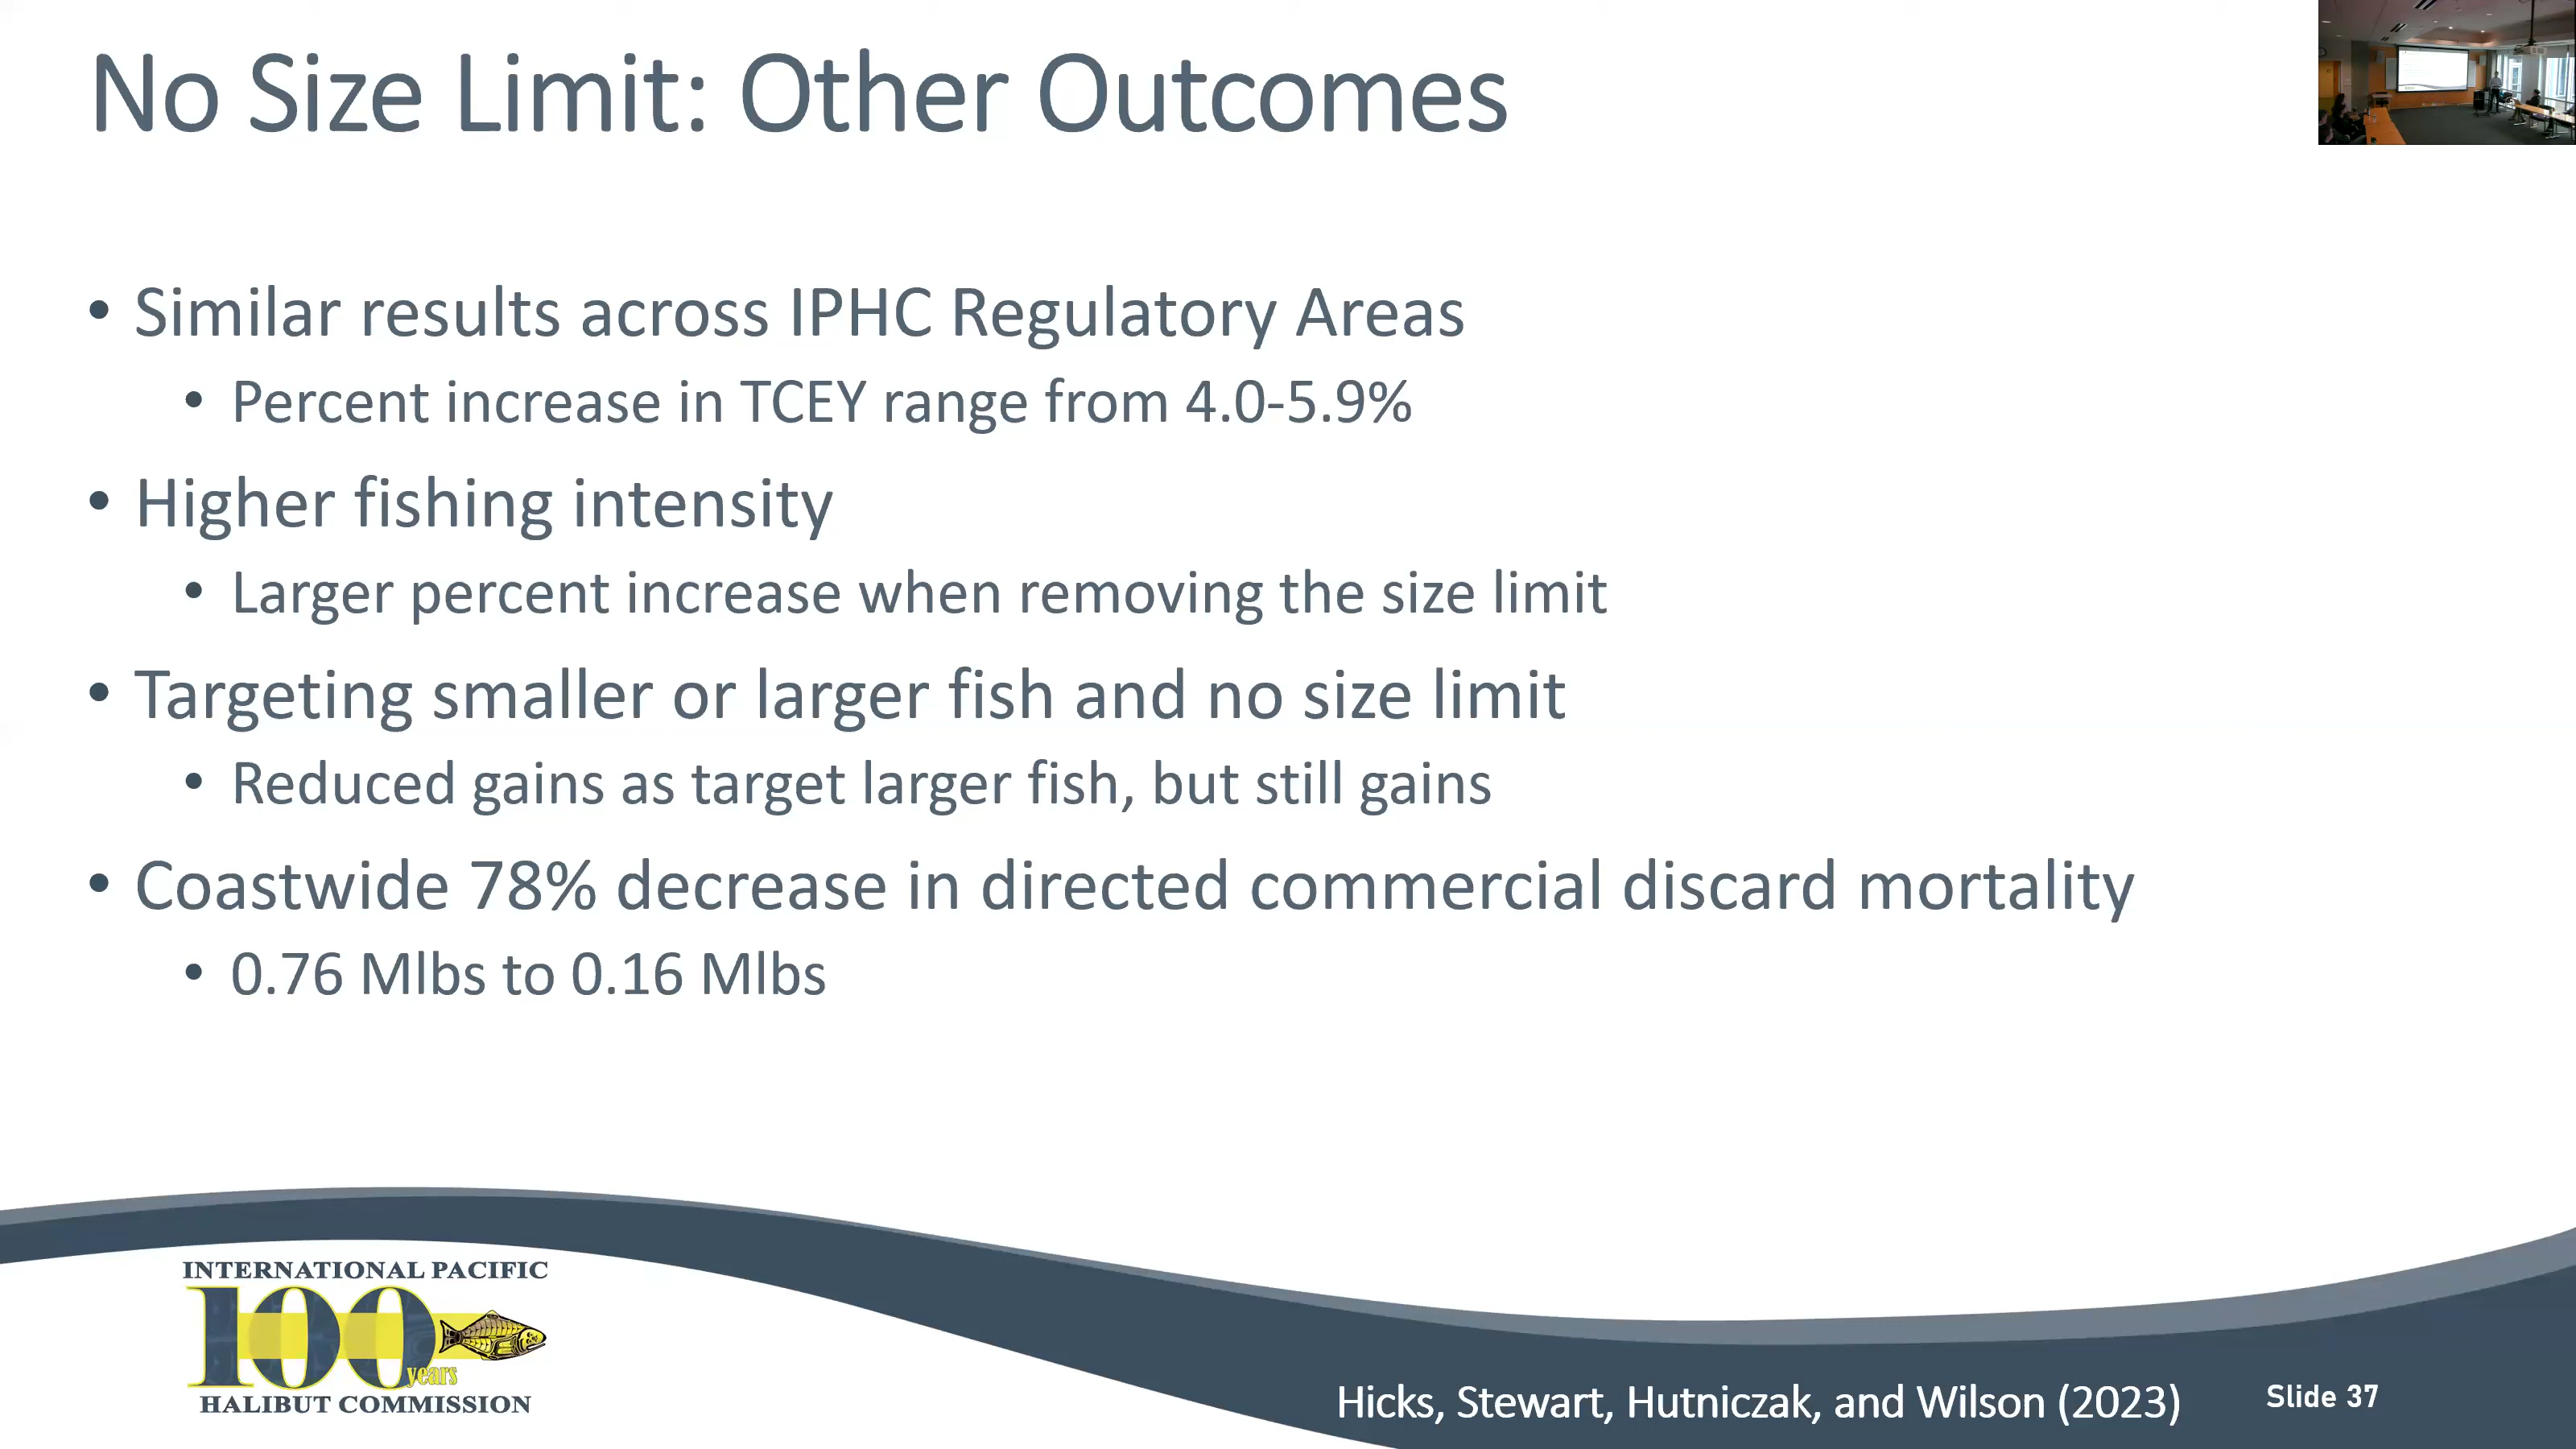 No Size Limit: Other Outcomes
• Similar results across IPHC Regulatory Areas
• Percent increase in TCEY range from 4.0-5.9%
• Higher fishing intensity
• Larger percent increase when removing the size limit
• Targeting smaller or larger fish and no size limit
• Reduced gains as target larger fish, but still gains
• Coastwide 78% decrease in directed commercial discard mortality
• 0.76 Mlbs to 0.16 Mlbs
INTERNATIONAL PACIFIC
100
years
HALIBUT COMMISSION
Hicks, Stewart, Hutniczak, and Wilson (2023)
Slide 37